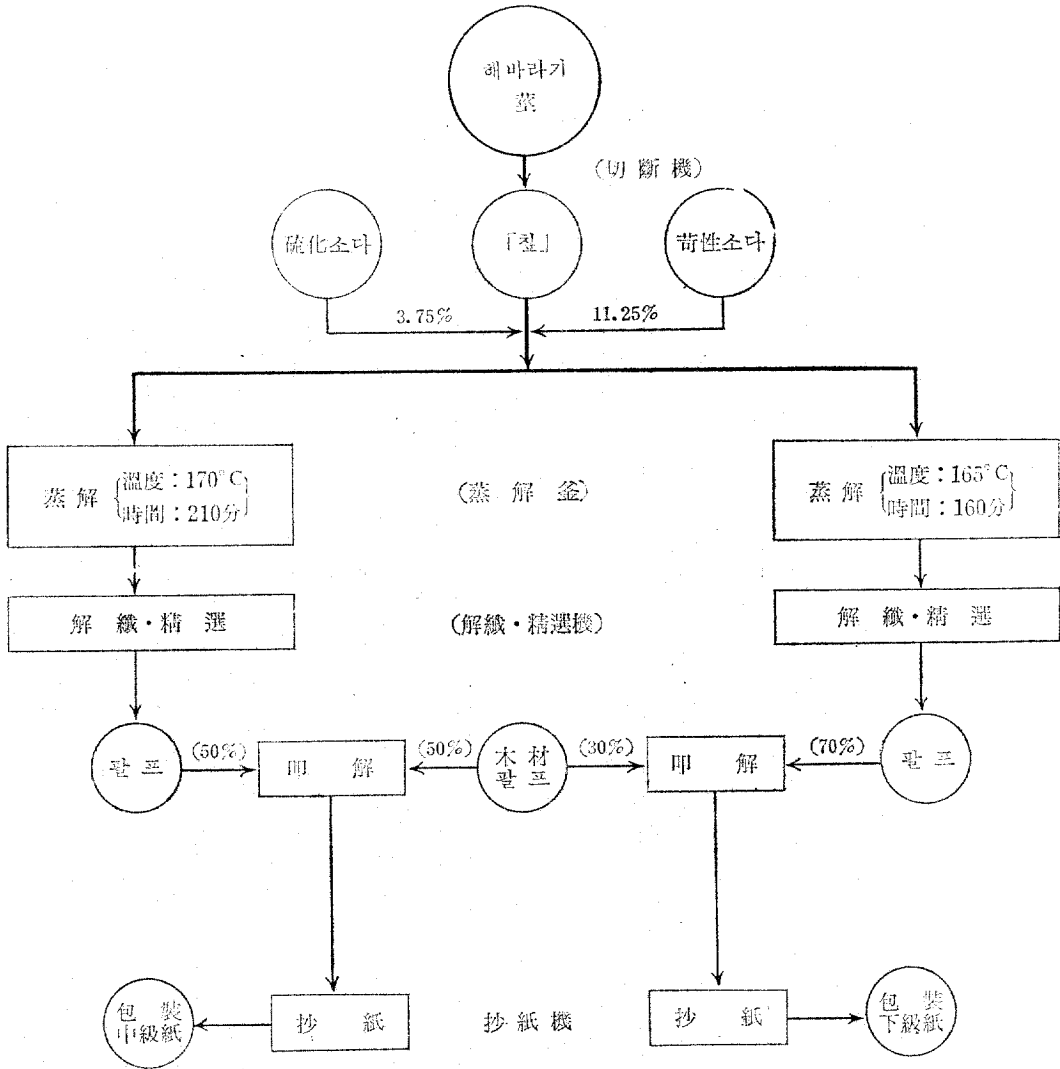 해바라기
莖
(切斷機)
硫化소다
「칲」
苛性소다
3.75%
11.25%
蒸解 {溫度：170°C
時間：210分}
(蒸解釜)
蒸解 {溫度：165°C
時間：160分}
解纖・精選
(解纖・精選機)
解纖・精選
팔프
(50%)
叩解
(50%)
木材
팔프
(30%)
叩解
(70%)
팔프
包裝
中級紙
抄紙
抄紙機
抄紙
包裝
下級紙